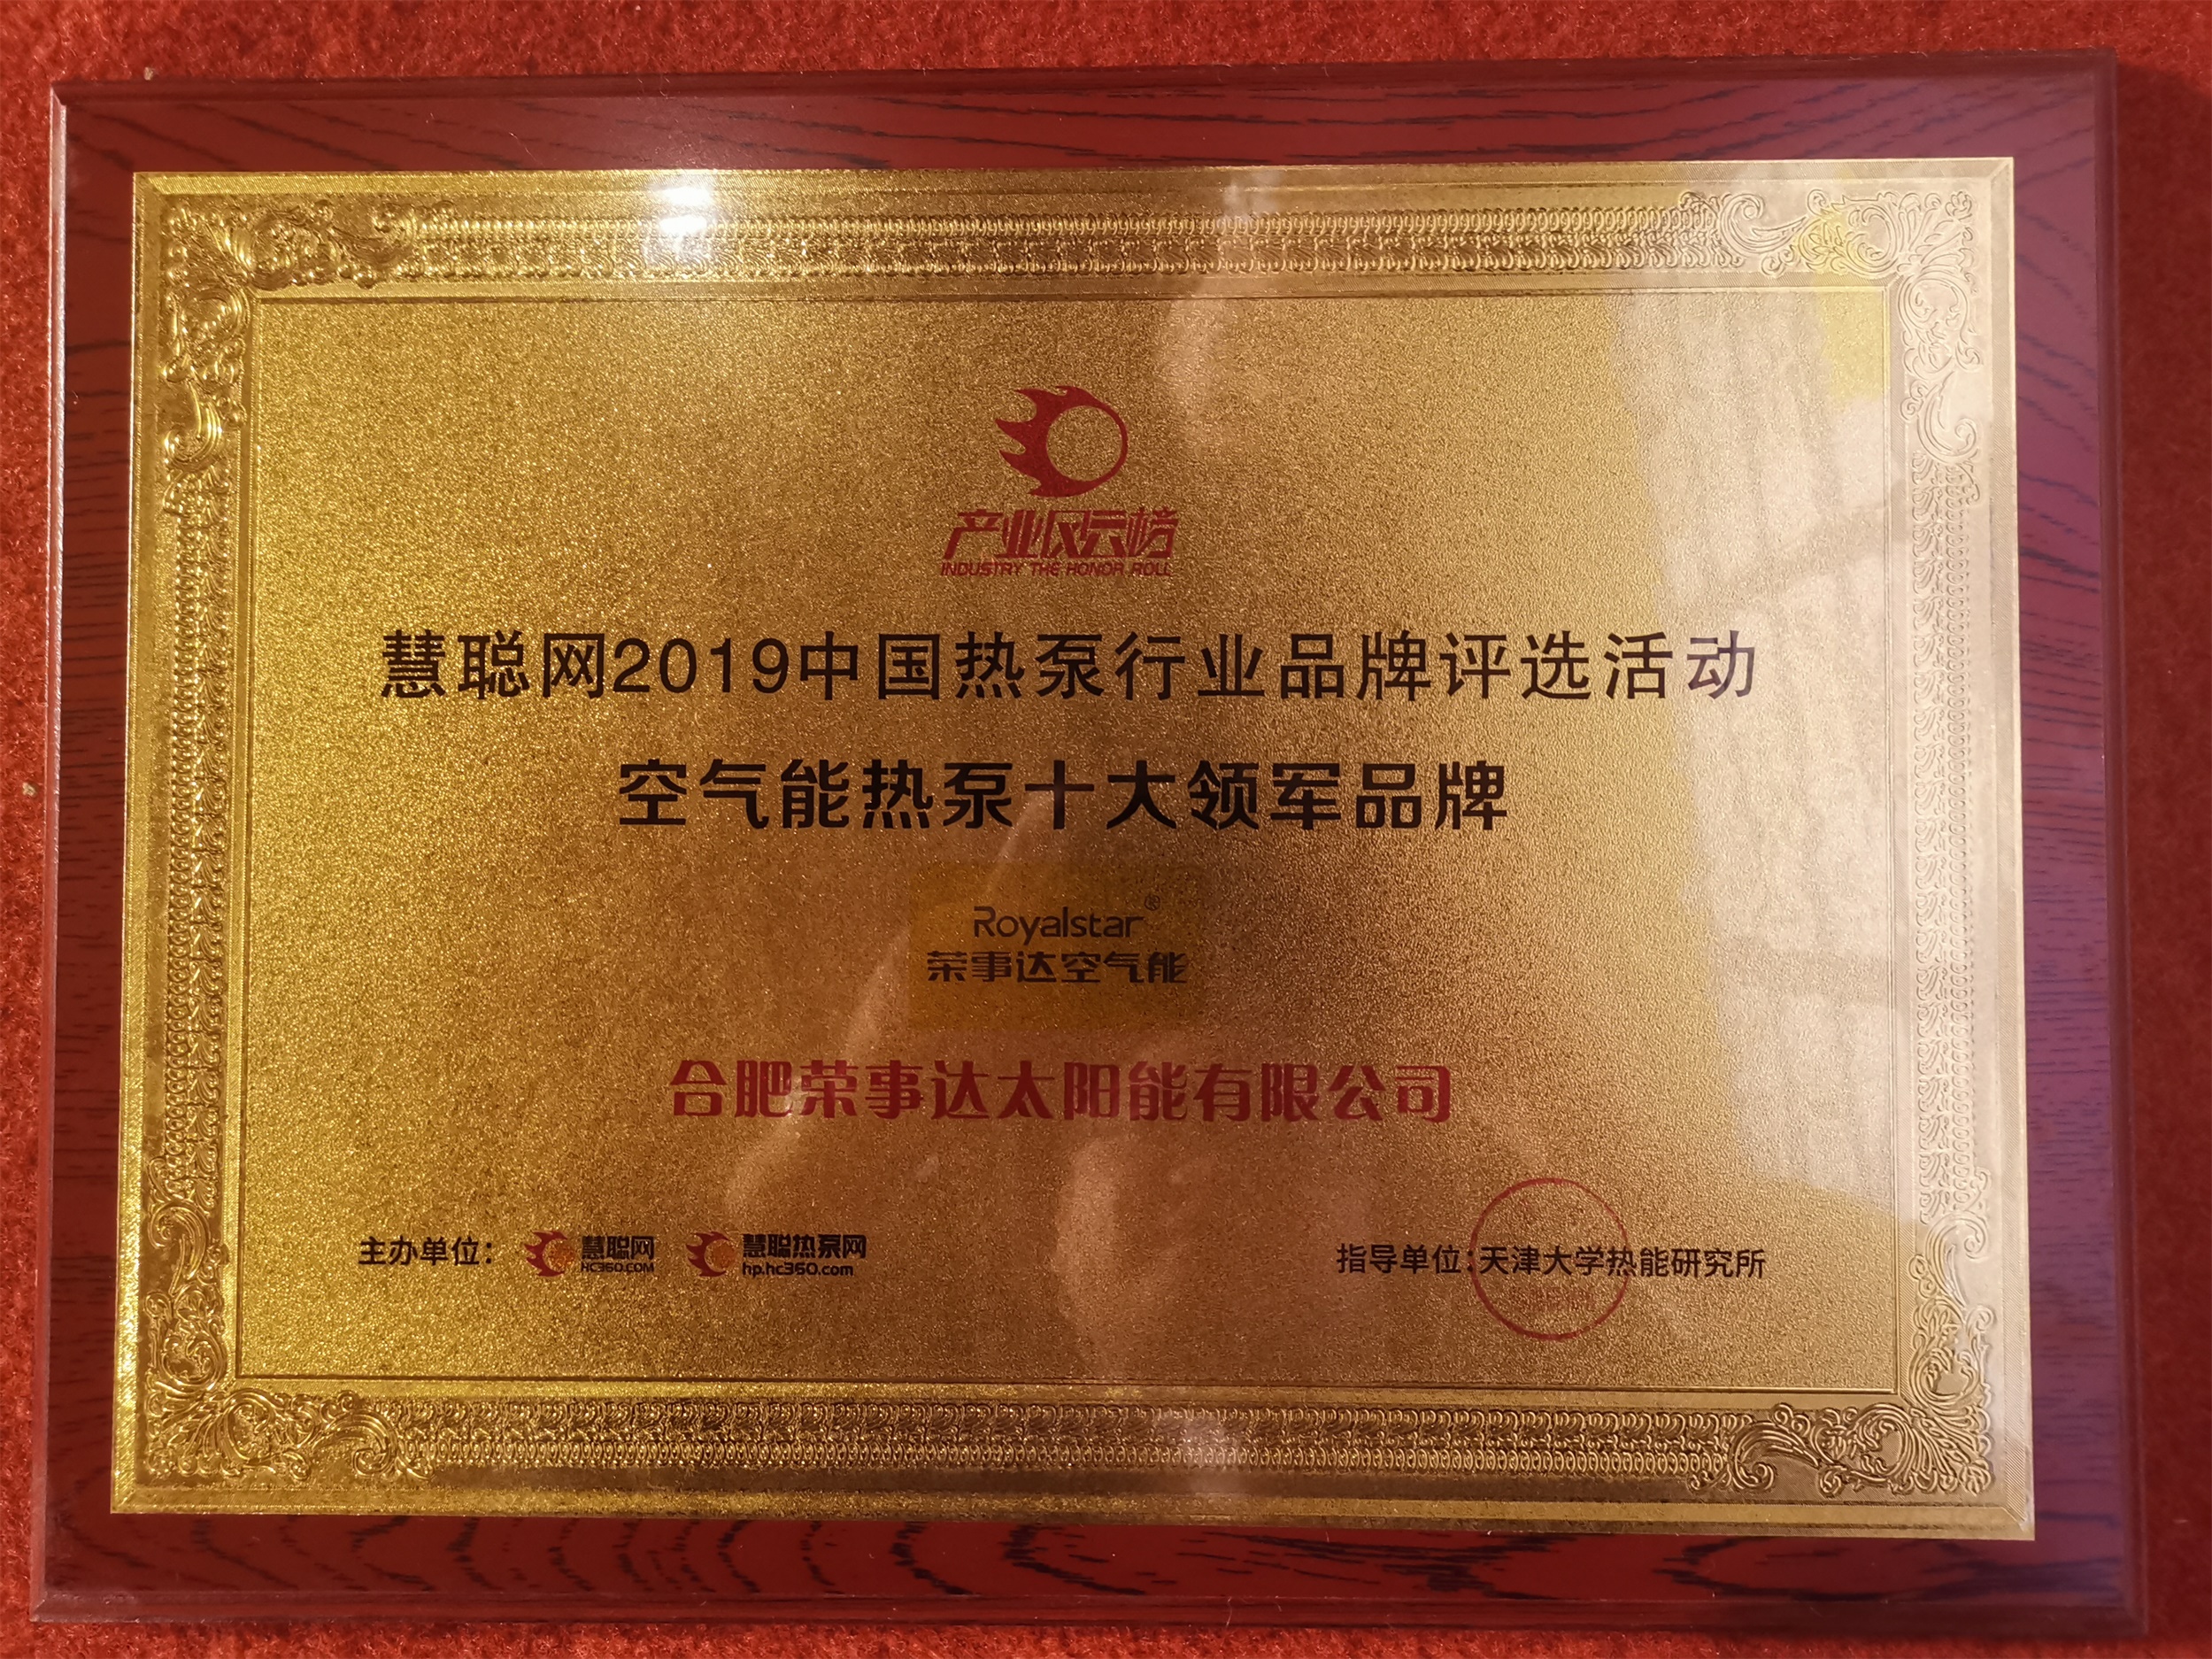 产业风云榜
INDUSTRY THE HONOR ROLL
慧聪网2019中国热泵行业品牌评选活动
空气能热泵十大领军品牌
Royalstar®
荣事达空气能
合肥荣事达太阳能有限公司
主办单位： 慧聪网 HC360.COM 慧聪热泵网 hp.hc360.com
指导单位：天津大学热能研究所